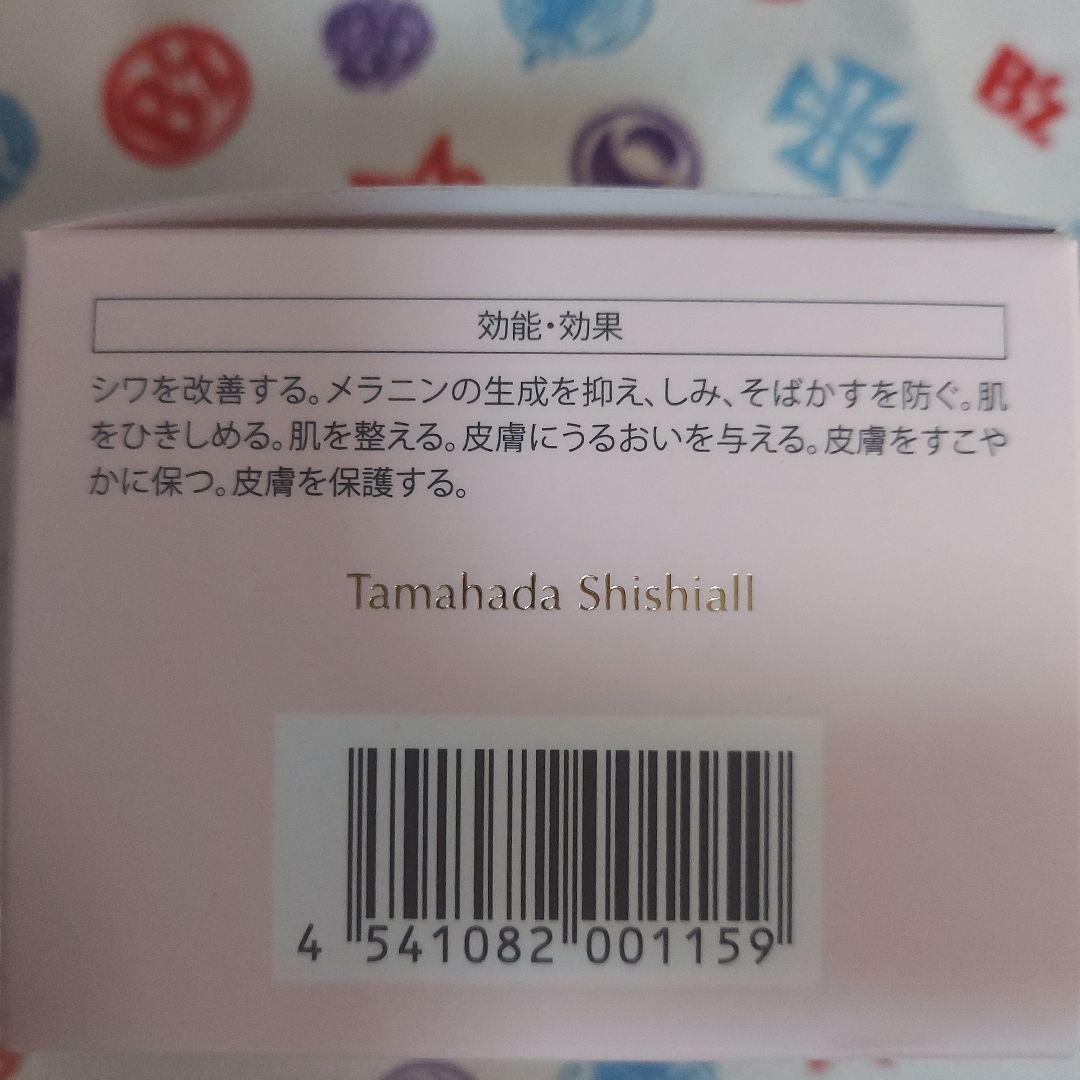 B'z
B'z
効能・効果
シワを改善する。メラニンの生成を抑え、しみ、そばかすを防ぐ。肌
をひきしめる。肌を整える。皮膚にうるおいを与える。皮膚をすこや
かに保つ。皮膚を保護する。
Tamahada Shishiall
4 541082 001159